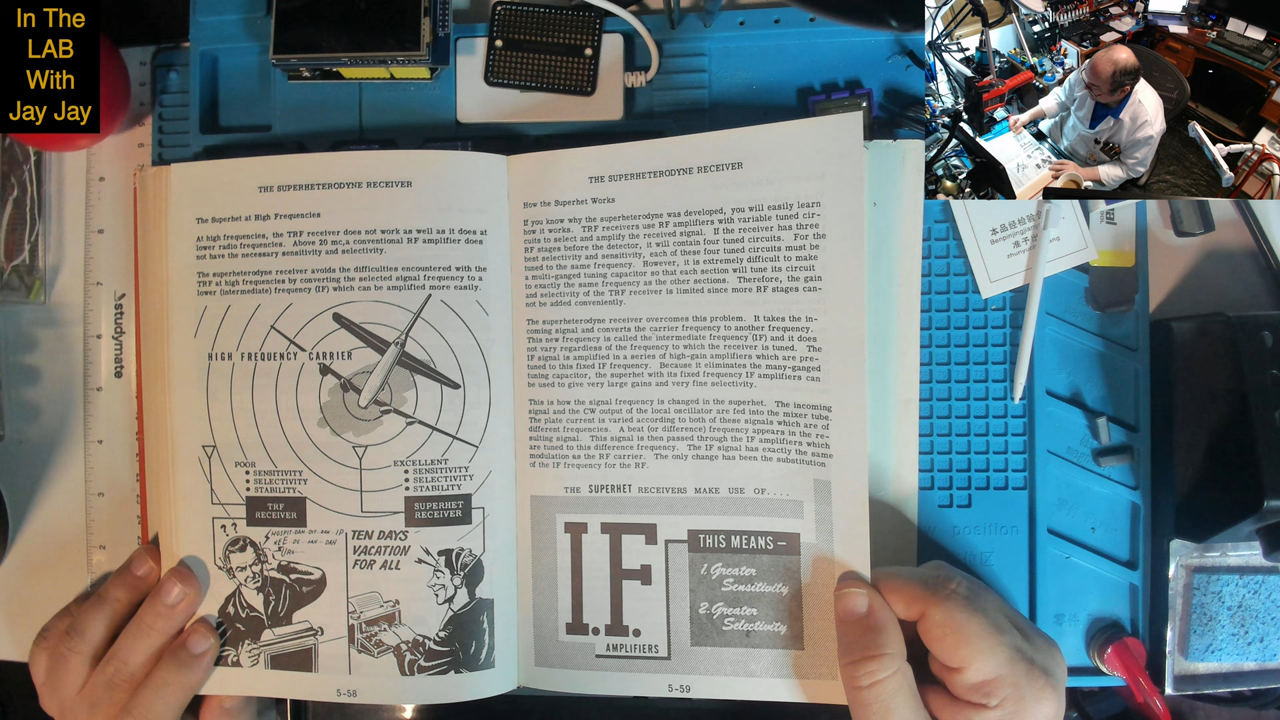 In The
LAB
With
Jay Jay
THE SUPERHETERODYNE RECEIVER
The Superhet at High Frequencies
At high frequencies, the TRF receiver does not work as well as it does at
lower radio frequencies. Above 20 mc, a conventional RF amplifier does
not have the necessary sensitivity and selectivity.
The superheterodyne receiver avoids the difficulties encountered with the
TRF at high frequencies by converting the selected signal frequency to a
lower (intermediate) frequency (IF) which can be amplified more easily.
HIGH FREQUENCY CARRIER
POOR
• SENSITIVITY
• SELECTIVITY
• STABILITY
TRF
RECEIVER
EXCELLENT
• SENSITIVITY
• SELECTIVITY
• STABILITY
SUPERHET
RECEIVER
? ?
TEN DAYS
VACATION
FOR ALL
5-58
THE SUPERHETERODYNE RECEIVER
How the Superhet Works
If you know why the superheterodyne was developed, you will easily learn
how it works. TRF receivers use RF amplifiers with variable tuned cir-
cuits to select and amplify the received signal. If the receiver has three
RF stages before the detector, it will contain four tuned circuits. For the
best selectivity and sensitivity, each of these four tuned circuits must be
tuned to the same frequency. However, it is extremely difficult to make
a multi-ganged tuning capacitor so that each section will tune its circuit
to exactly the same frequency as the other sections. Therefore, the gain
and selectivity of the TRF receiver is limited since more RF stages can-
not be added conveniently.
The superheterodyne receiver overcomes this problem. It takes the in-
coming signal and converts the carrier frequency to another frequency.
This new frequency is called the intermediate frequency (IF) and it does
not vary regardless of the frequency to which the receiver is tuned. The
IF signal is amplified in a series of high-gain amplifiers which are pre-
tuned to this fixed IF frequency. Because it eliminates the many-ganged
tuning capacitor, the superhet with its fixed frequency IF amplifiers can
be used to give very large gains and very fine selectivity.
This is how the signal frequency is changed in the superhet. The incoming
signal and the CW output of the local oscillator are fed into the mixer tube.
The plate current is varied according to both of these signals which are of
different frequencies. A beat (or difference) frequency appears in the re-
sulting signal. This signal is then passed through the IF amplifiers which
are tuned to this difference frequency. The IF signal has exactly the same
modulation as the RF carrier. The only change has been the substitution
of the IF frequency for the RF.
THE SUPERHET RECEIVERS MAKE USE OF....
I.F.
AMPLIFIERS
THIS MEANS—
1. Greater
Sensitivity
2. Greater
Selectivity
5-59
studymate
本品经检验
准予
position